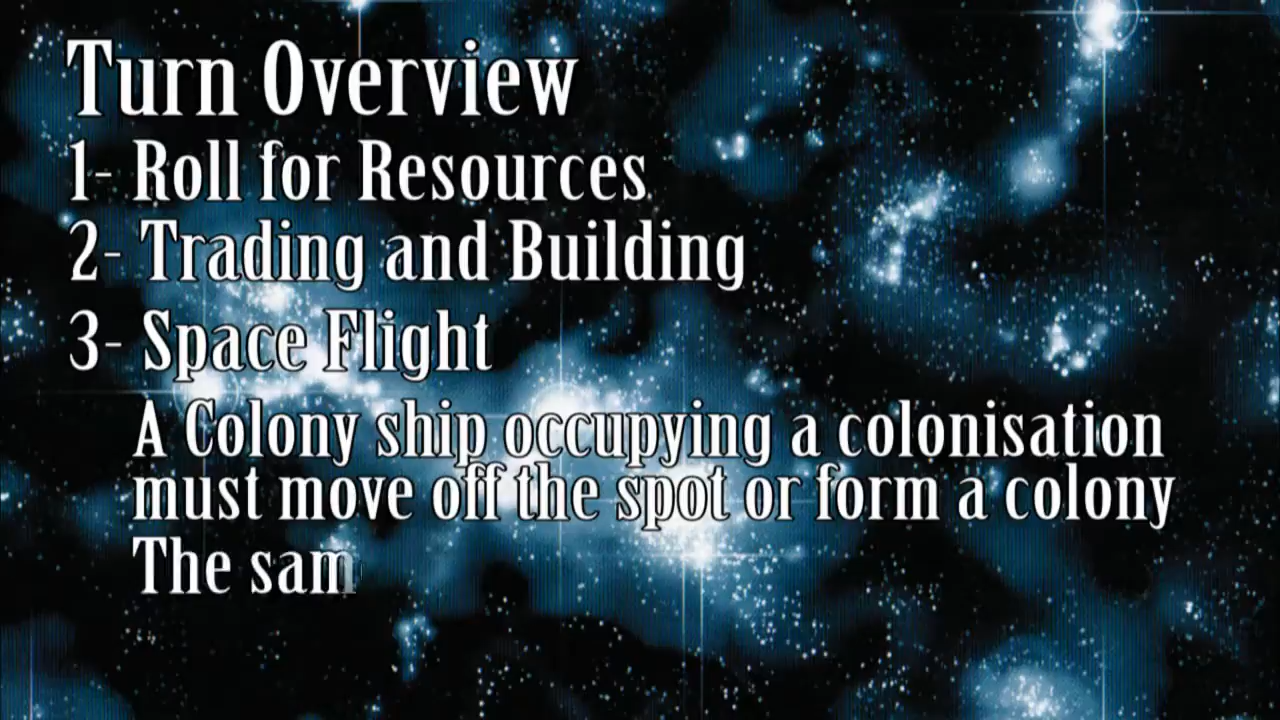 Turn Overview
1- Roll for Resources
2- Trading and Building
3- Space Flight
A Colony ship occupying a colonisation
must move off the spot or form a colony
The sam